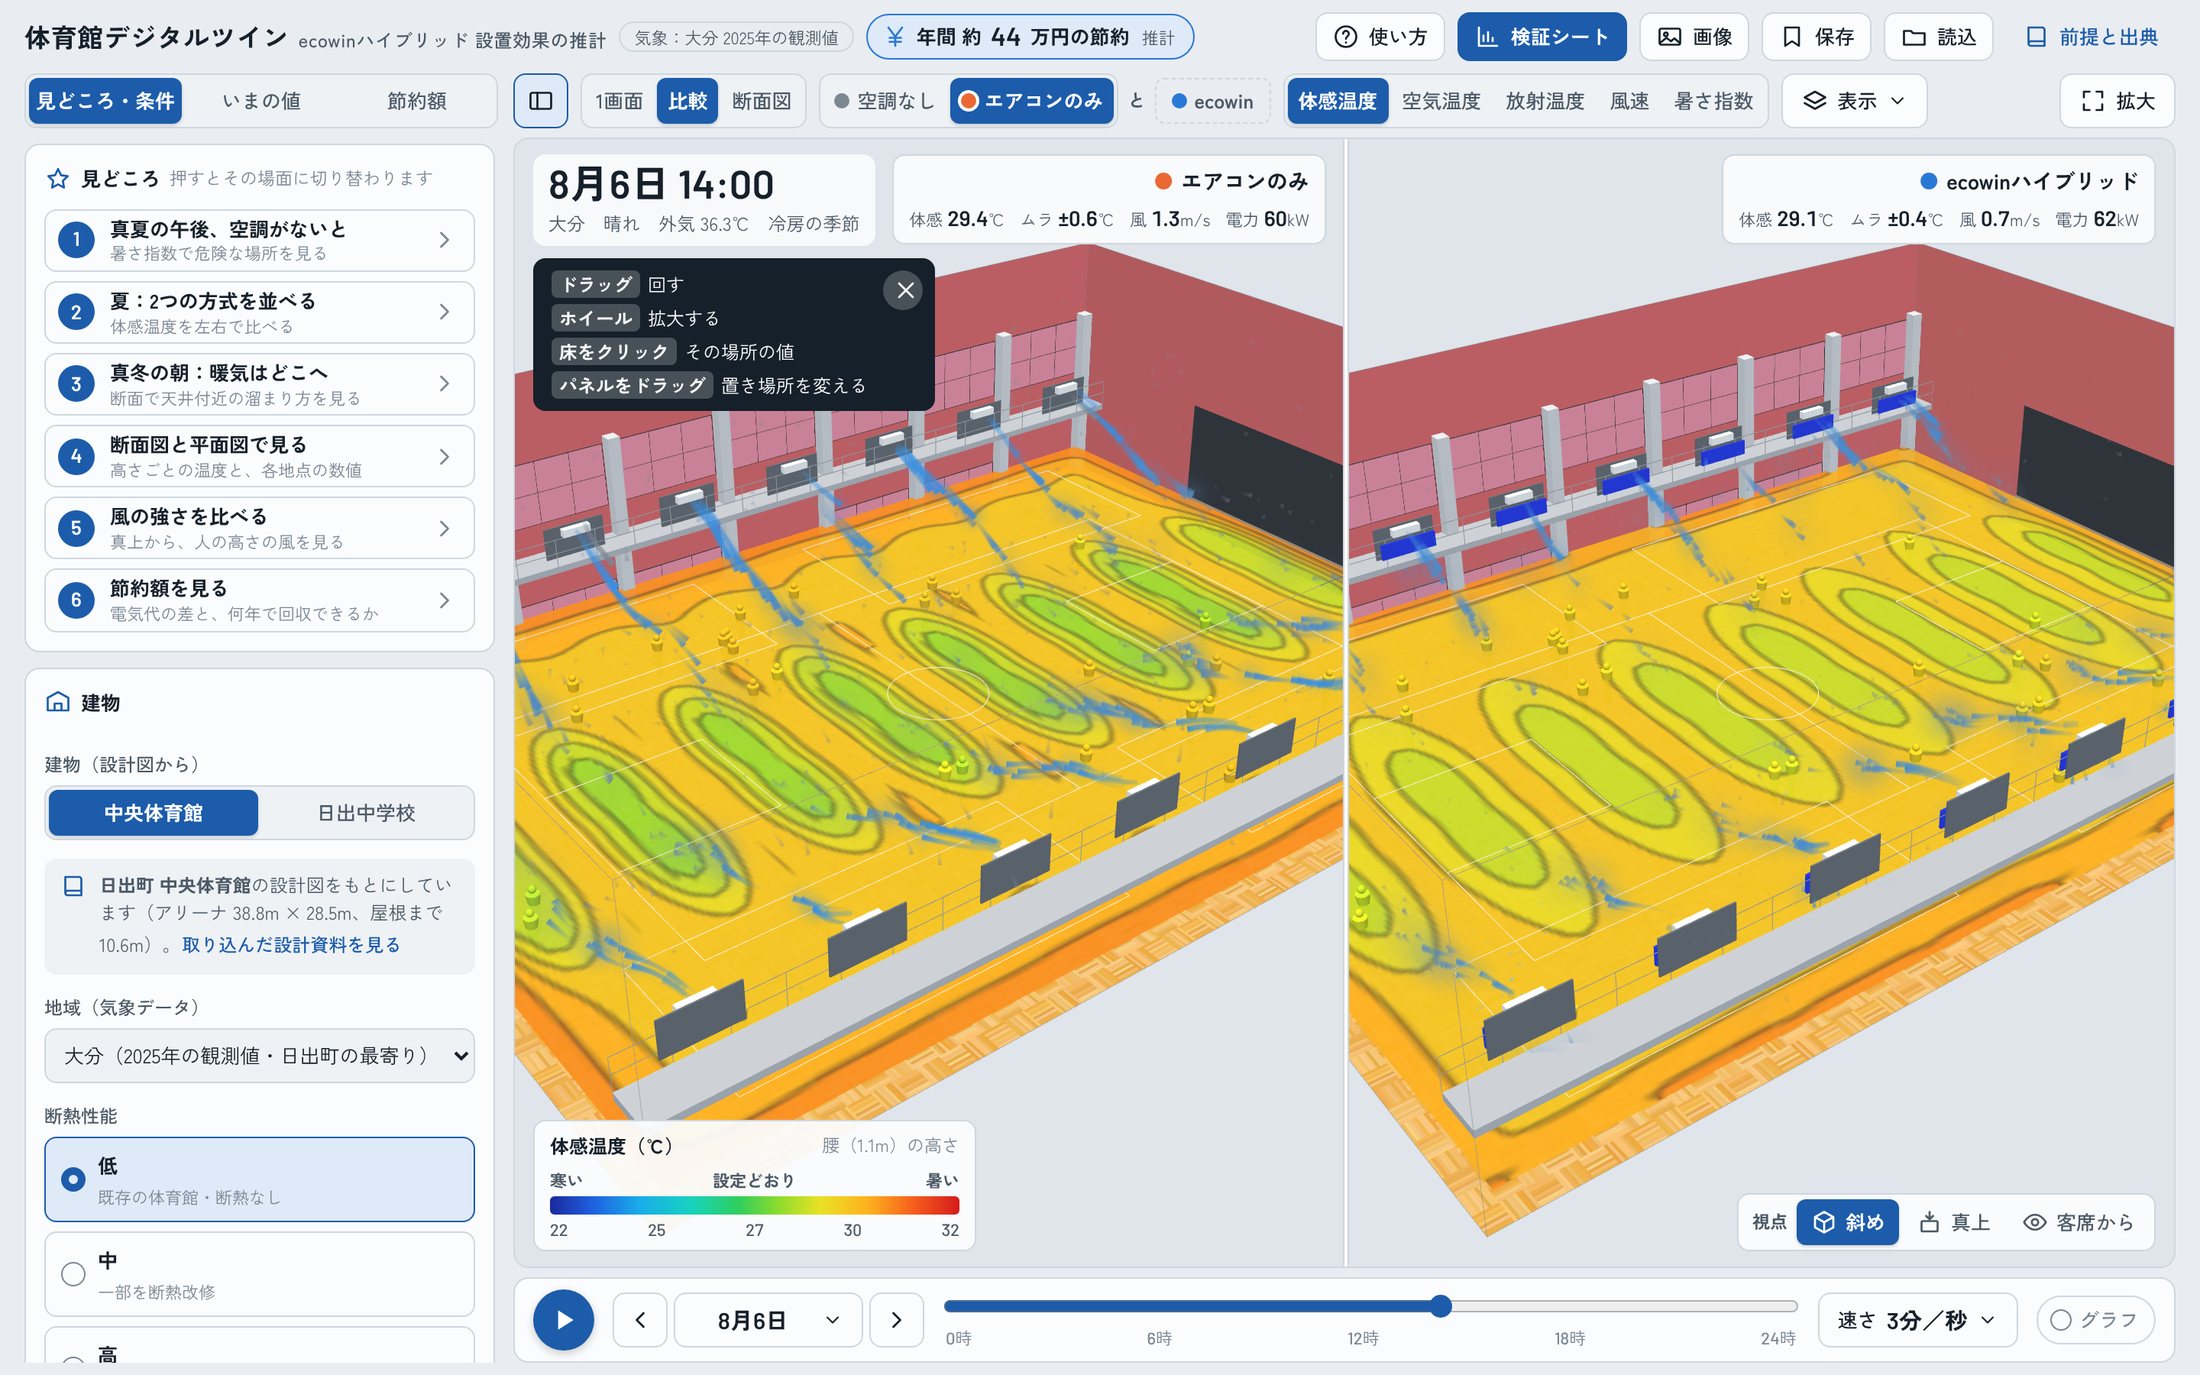 体育館デジタルツイン ecowinハイブリッド 設置効果の推計 気象：大分 2025年の観測値 ¥ 年間 約 44 万円の節約 推計 使い方 検証シート 画像 保存 読込 前提と出典
見どころ・条件 いまの値 節約額 1画面 比較 断面図 空調なし エアコンのみ と ecowin 体感温度 空気温度 放射温度 風速 暑さ指数 表示 拡大
見どころ 押すとその場面に切り替わります
1 真夏の午後、空調がないと
暑さ指数で危険な場所を見る
2 夏：2つの方式を並べる
体感温度を左右で比べる
3 真冬の朝：暖気はどこへ
断面で天井付近の溜まり方を見る
4 断面図と平面図で見る
高さごとの温度と、各地点の数値
5 風の強さを比べる
真上から、人の高さの風を見る
6 節約額を見る
電気代の差と、何年で回収できるか
建物
建物（設計図から）
中央体育館 日出中学校
日出町 中央体育館の設計図をもとにしてい
ます（アリーナ 38.8m × 28.5m、屋根まで
10.6m）。取り込んだ設計資料を見る
地域（気象データ）
大分（2025年の観測値・日出町の最寄り）
断熱性能
低
既存の体育館・断熱なし
中
一部を断熱改修
高
8月6日 14:00
大分 晴れ 外気 36.3℃ 冷房の季節
エアコンのみ
体感 29.4℃ ムラ ±0.6℃ 風 1.3m/s 電力 60kW
ecowinハイブリッド
体感 29.1℃ ムラ ±0.4℃ 風 0.7m/s 電力 62kW
ドラッグ 回す
ホイール 拡大する
床をクリック その場所の値
パネルをドラッグ 置き場所を変える
体感温度（℃） 腰（1.1m）の高さ
寒い 設定どおり 暑い
22 25 27 30 32
視点 斜め 真上 客席から
8月6日
0時 6時 12時 18時 24時
速さ 3分／秒 グラフ